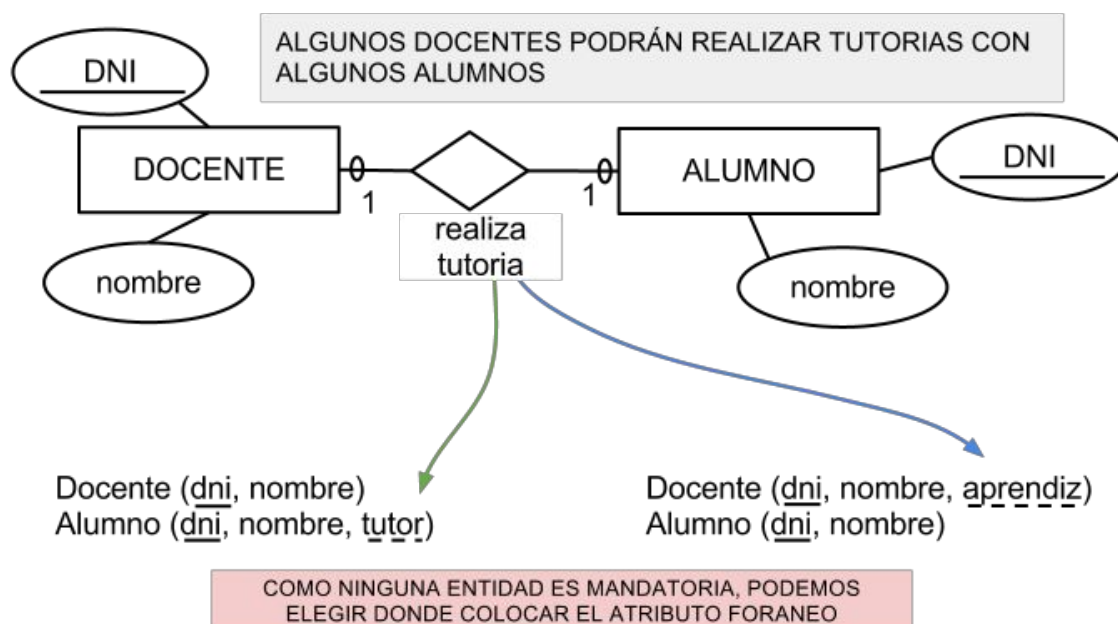 ALGUNOS DOCENTES PODRÁN REALIZAR TUTORIAS CON
ALGUNOS ALUMNOS
DNI
DOCENTE
nombre
1
realiza
tutoria
1
ALUMNO
DNI
nombre
Docente (dni, nombre)
Alumno (dni, nombre, tutor)
Docente (dni, nombre, aprendiz)
Alumno (dni, nombre)
COMO NINGUNA ENTIDAD ES MANDATORIA, PODEMOS
ELEGIR DONDE COLOCAR EL ATRIBUTO FORANEO